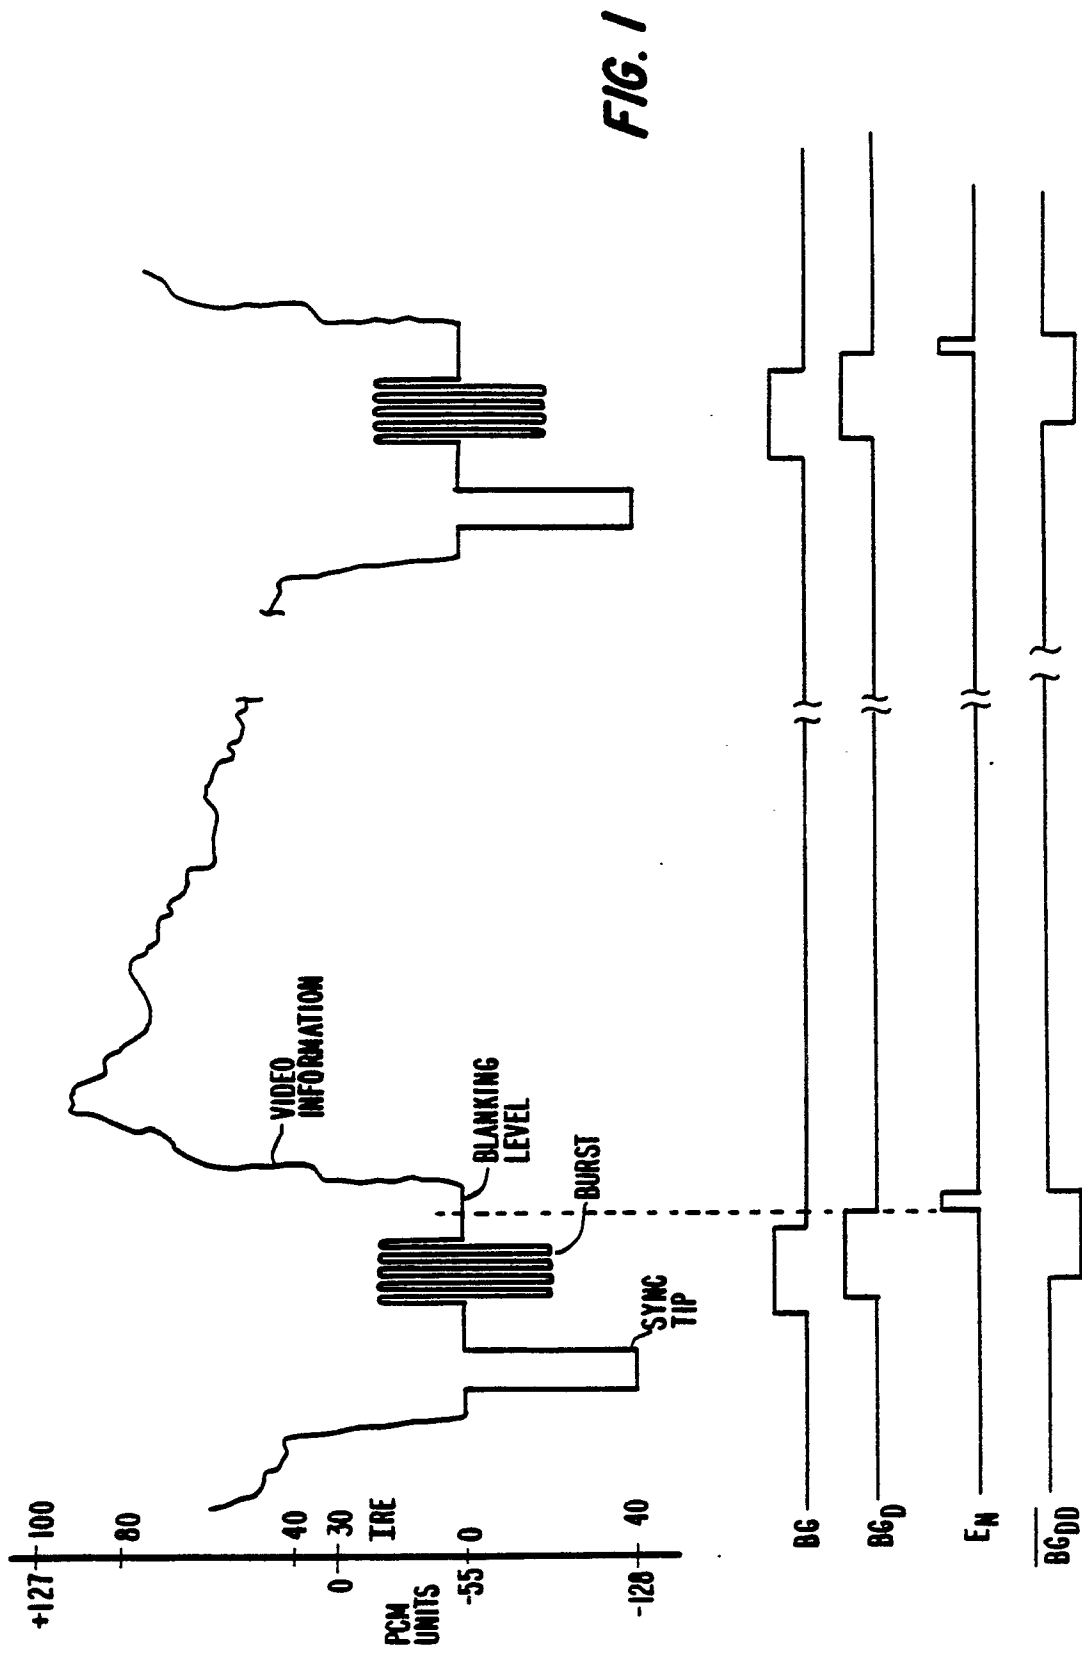 FIG. 1
+127
100
80
40
30
0
IRE
PCM
UNITS
-55
0
-128
40
VIDEO
INFORMATION
BLANKING
LEVEL
BURST
SYNC
TIP
BG
BG_D
E_N
BG_DD